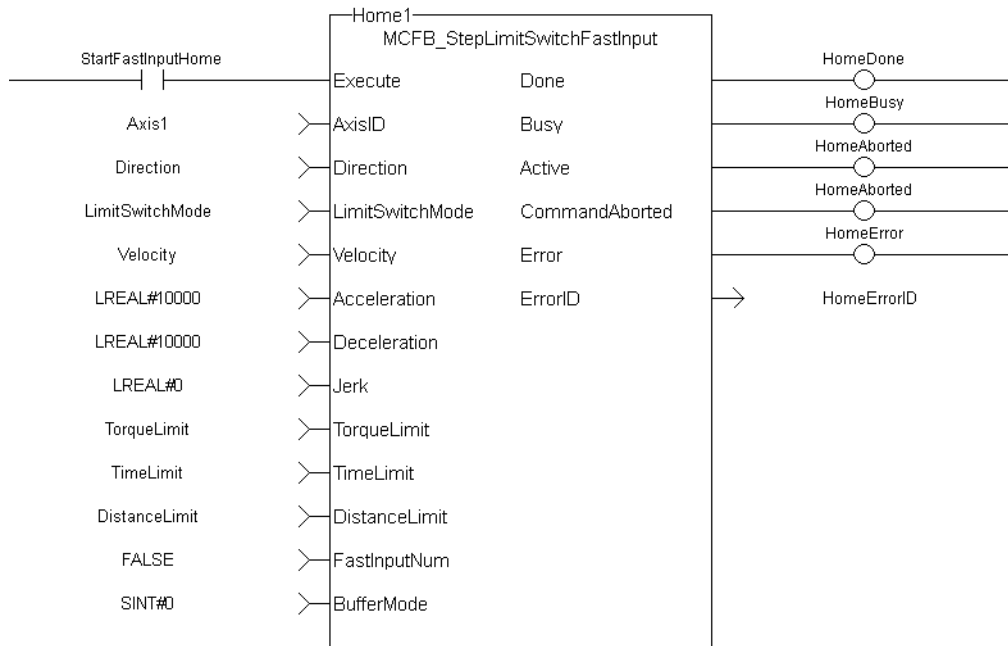 Home1
MCFB_StepLimitSwitchFastInput
StartFastInputHome
Execute Done HomeDone
Axis1 AxisID Busy HomeBusy
Direction Direction Active HomeAborted
LimitSwitchMode LimitSwitchMode CommandAborted HomeAborted
Velocity Velocity Error HomeError
LREAL#10000 Acceleration ErrorID HomeErrorID
LREAL#10000 Deceleration
LREAL#0 Jerk
TorqueLimit TorqueLimit
TimeLimit TimeLimit
DistanceLimit DistanceLimit
FALSE FastInputNum
SINT#0 BufferMode